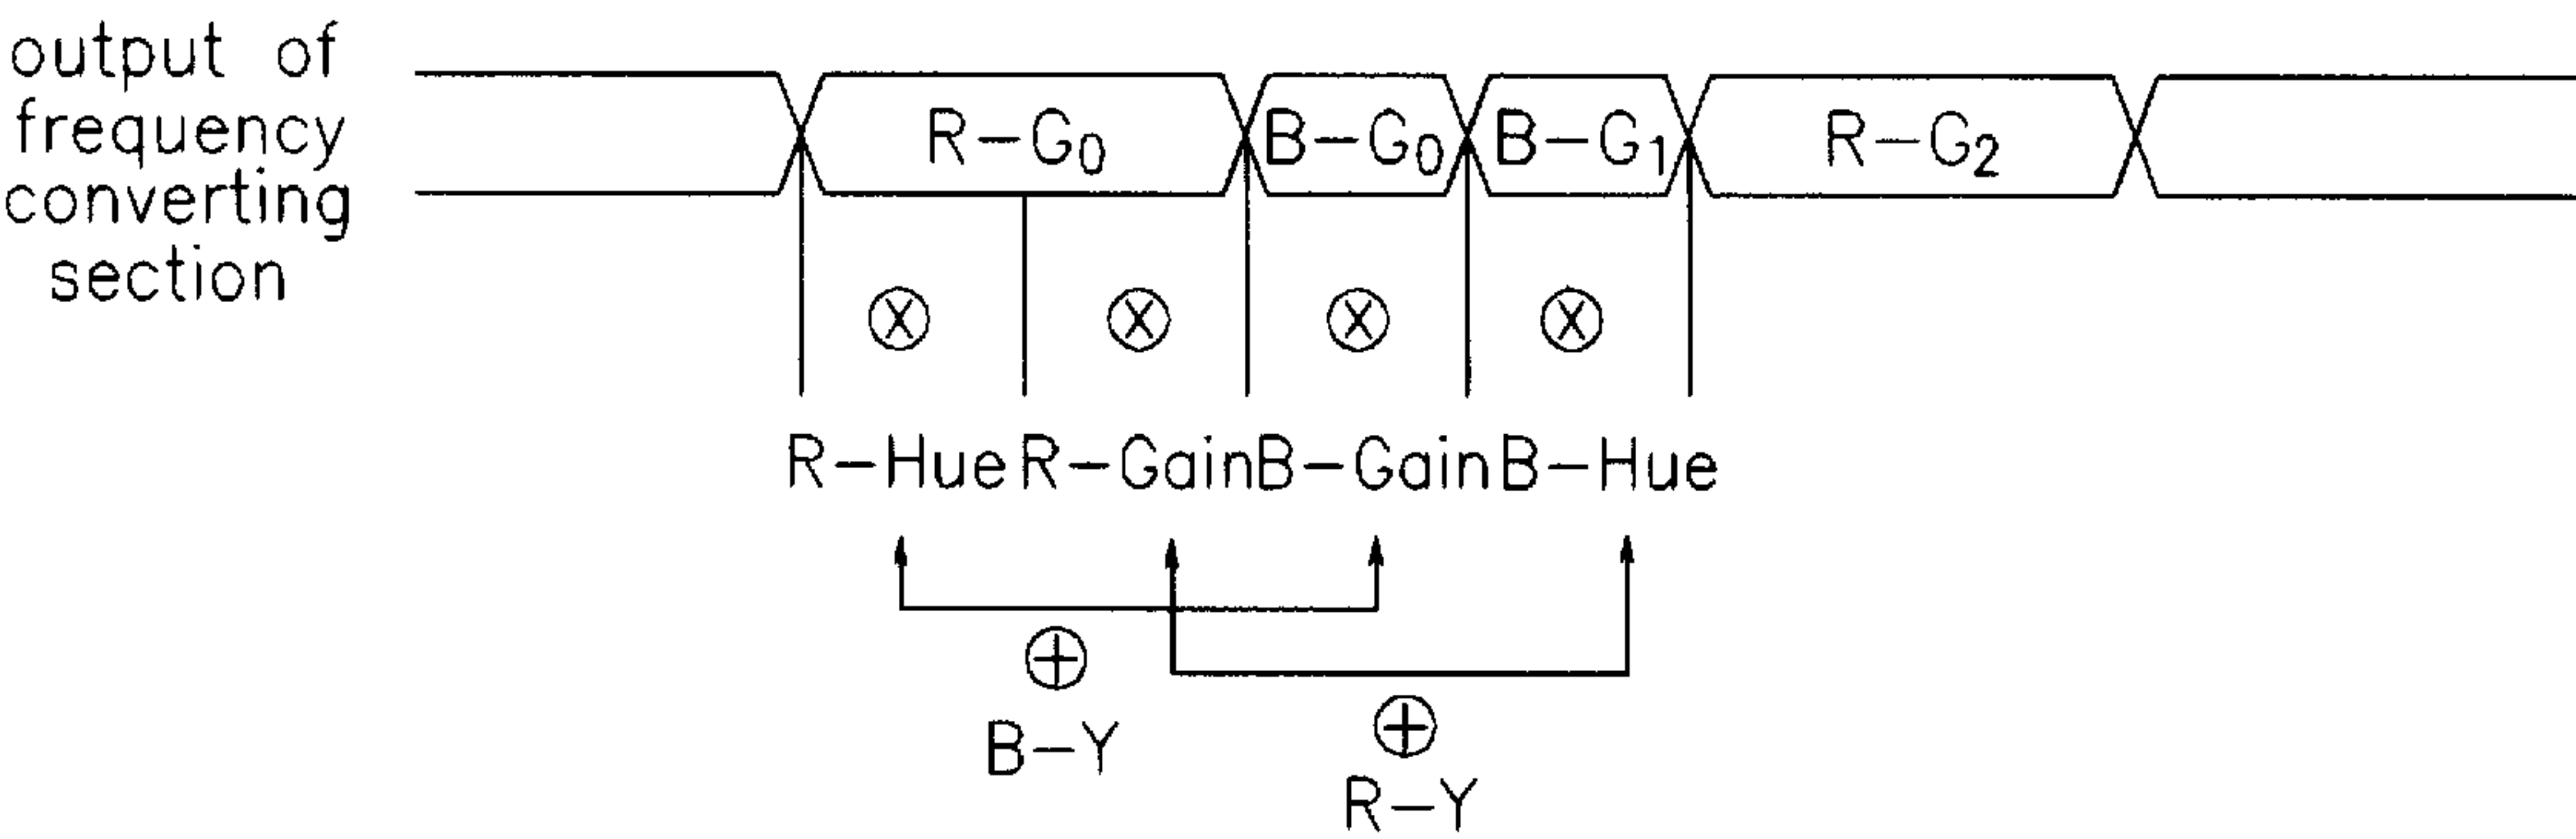 output of
frequency
converting
section
R-G0 B-G0 B-G1 R-G2
X X X X
R-Hue R-Gain B-Gain B-Hue
+
B-Y
+
R-Y